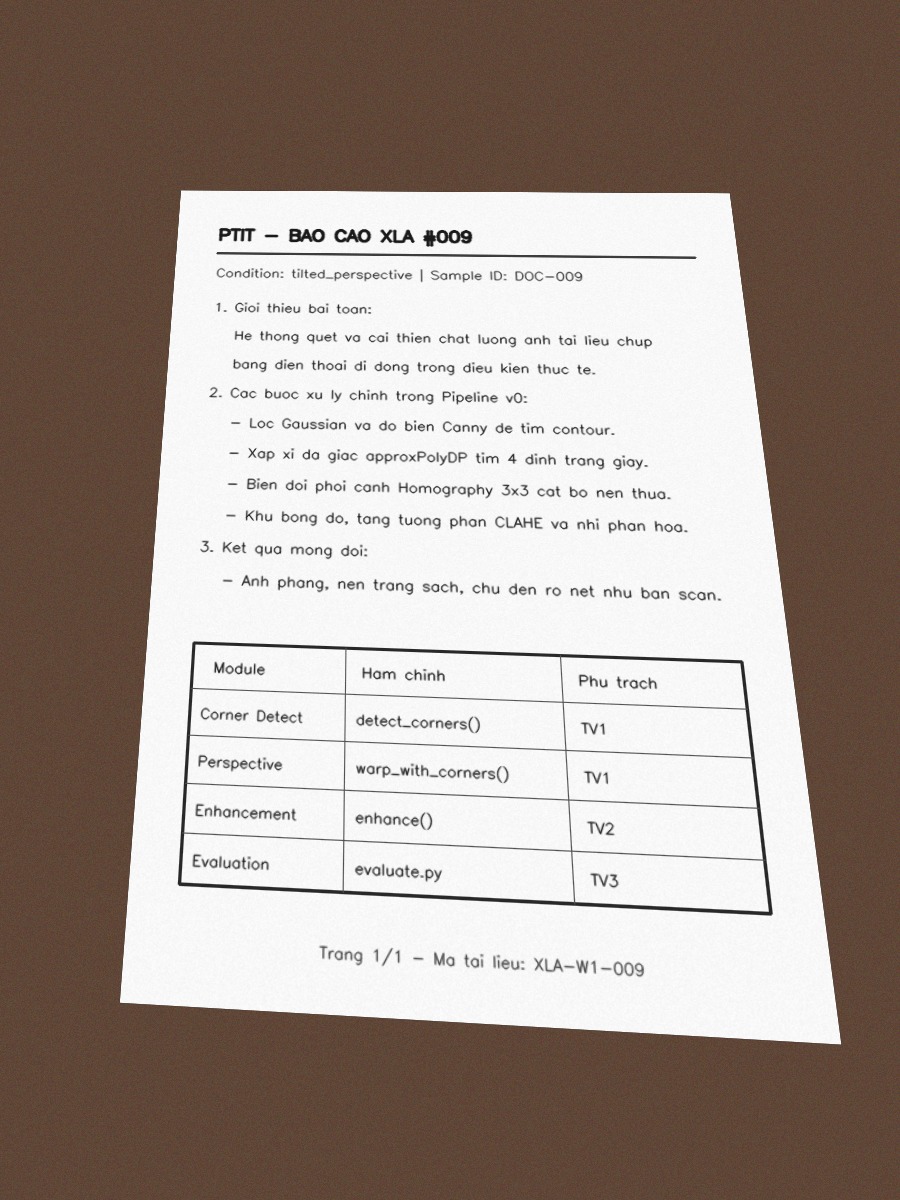 PTIT - BAO CAO XLA #009
Condition: tilted_perspective | Sample ID: DOC-009
1. Gioi thieu bai toan:
He thong quet va cai thien chat luong anh tai lieu chup
bang dien thoai di dong trong dieu kien thuc te.
2. Cac buoc xu ly chinh trong Pipeline v0:
- Loc Gaussian va do bien Canny de tim contour.
- Xap xi da giac approxPolyDP tim 4 dinh trang giay.
- Bien doi phoi canh Homography 3x3 cat bo nen thua.
- Khu bong do, tang tuong phan CLAHE va nhi phan hoa.
3. Ket qua mong doi:
- Anh phang, nen trang sach, chu den ro net nhu ban scan.
Module Ham chinh Phu trach
Corner Detect detect_corners() TV1
Perspective warp_with_corners() TV1
Enhancement enhance() TV2
Evaluation evaluate.py TV3
Trang 1/1 - Ma tai lieu: XLA-W1-009